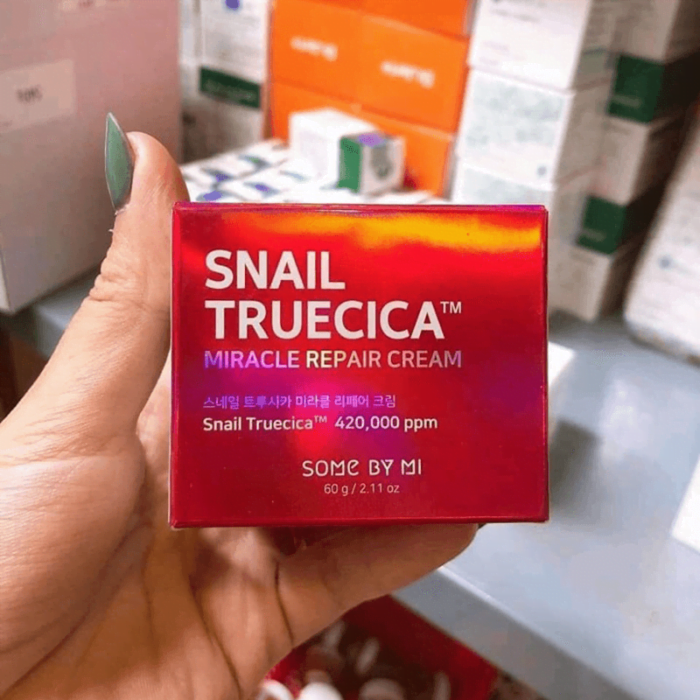 SNAIL
TRUECICA™
MIRACLE REPAIR CREAM
스네일 트루시카 미라클 리페어 크림
Snail Truecica™ 420,000 ppm
SOME BY MI
60 g / 2.11 oz